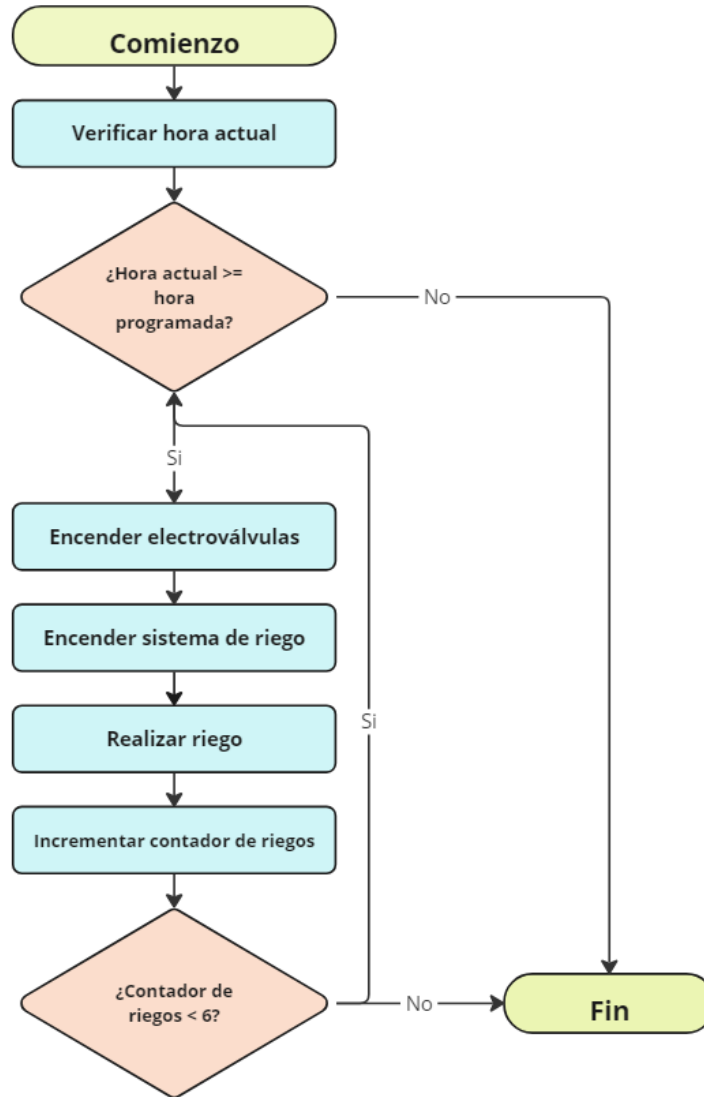 Comienzo
Verificar hora actual
¿Hora actual >=
hora
programada?
No
Si
Encender electroválvulas
Encender sistema de riego
Si
Realizar riego
Incrementar contador de riegos
¿Contador de
riegos < 6?
No
Fin